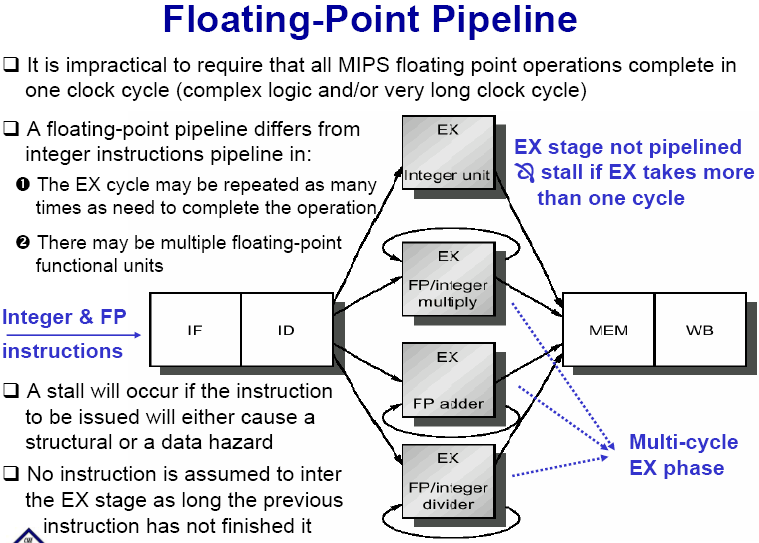 Floating-Point Pipeline
❑ It is impractical to require that all MIPS floating point operations complete in
one clock cycle (complex logic and/or very long clock cycle)
❑ A floating-point pipeline differs from
integer instructions pipeline in:
❶ The EX cycle may be repeated as many
times as need to complete the operation
❷ There may be multiple floating-point
functional units
EX
Integer unit
EX stage not pipelined
stall if EX takes more
than one cycle
EX
FP/integer
multiply
Integer & FP
instructions
IF
ID
MEM
WB
EX
FP adder
❑ A stall will occur if the instruction
to be issued will either cause a
structural or a data hazard
EX
FP/integer
divider
Multi-cycle
EX phase
❑ No instruction is assumed to inter
the EX stage as long the previous
instruction has not finished it